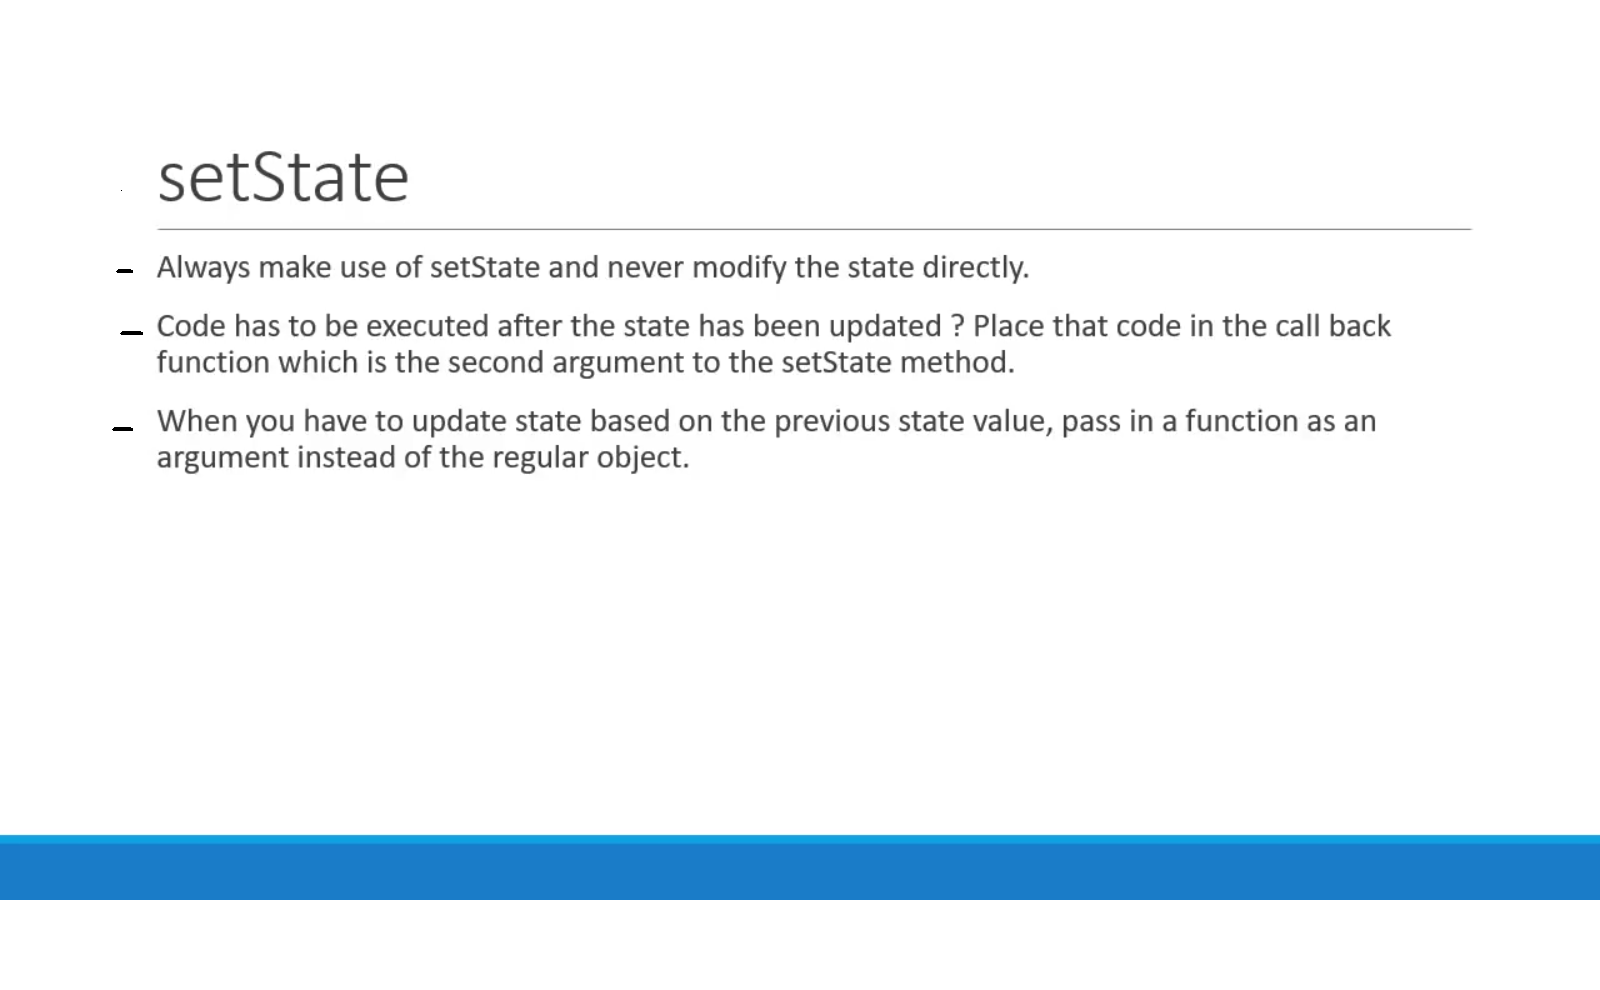 setState
Always make use of setState and never modify the state directly.
Code has to be executed after the state has been updated ? Place that code in the call back
function which is the second argument to the setState method.
When you have to update state based on the previous state value, pass in a function as an
argument instead of the regular object.